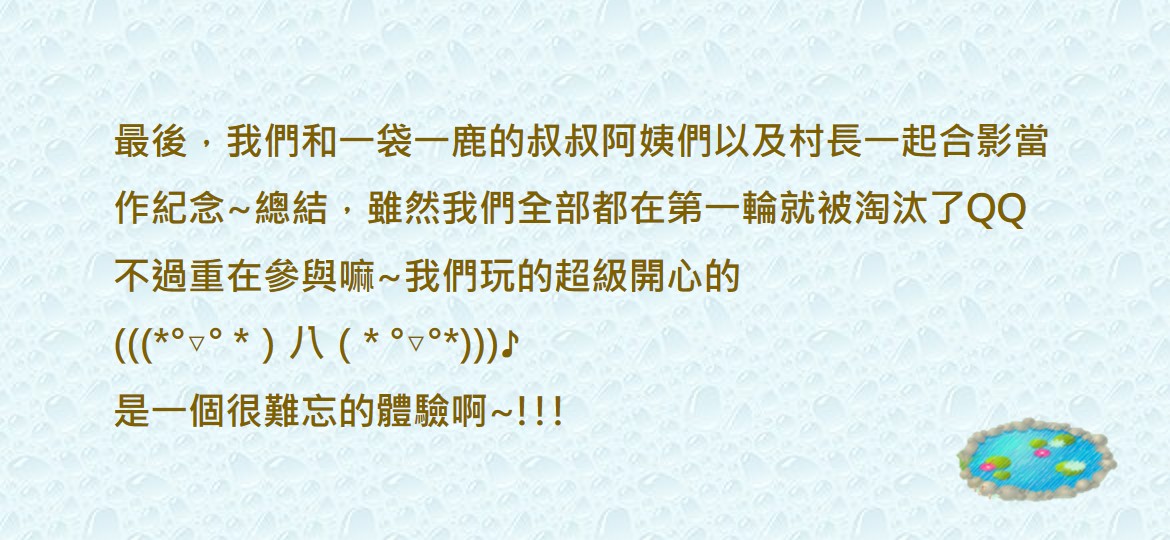 最後，我們和一袋一鹿的叔叔阿姨們以及村長一起合影當
作紀念~總結，雖然我們全部都在第一輪就被淘汰了QQ
不過重在參與嘛~我們玩的超級開心的
(((*°▿° * ) 八 ( * °▿°*)))♪
是一個很難忘的體驗啊~!!!